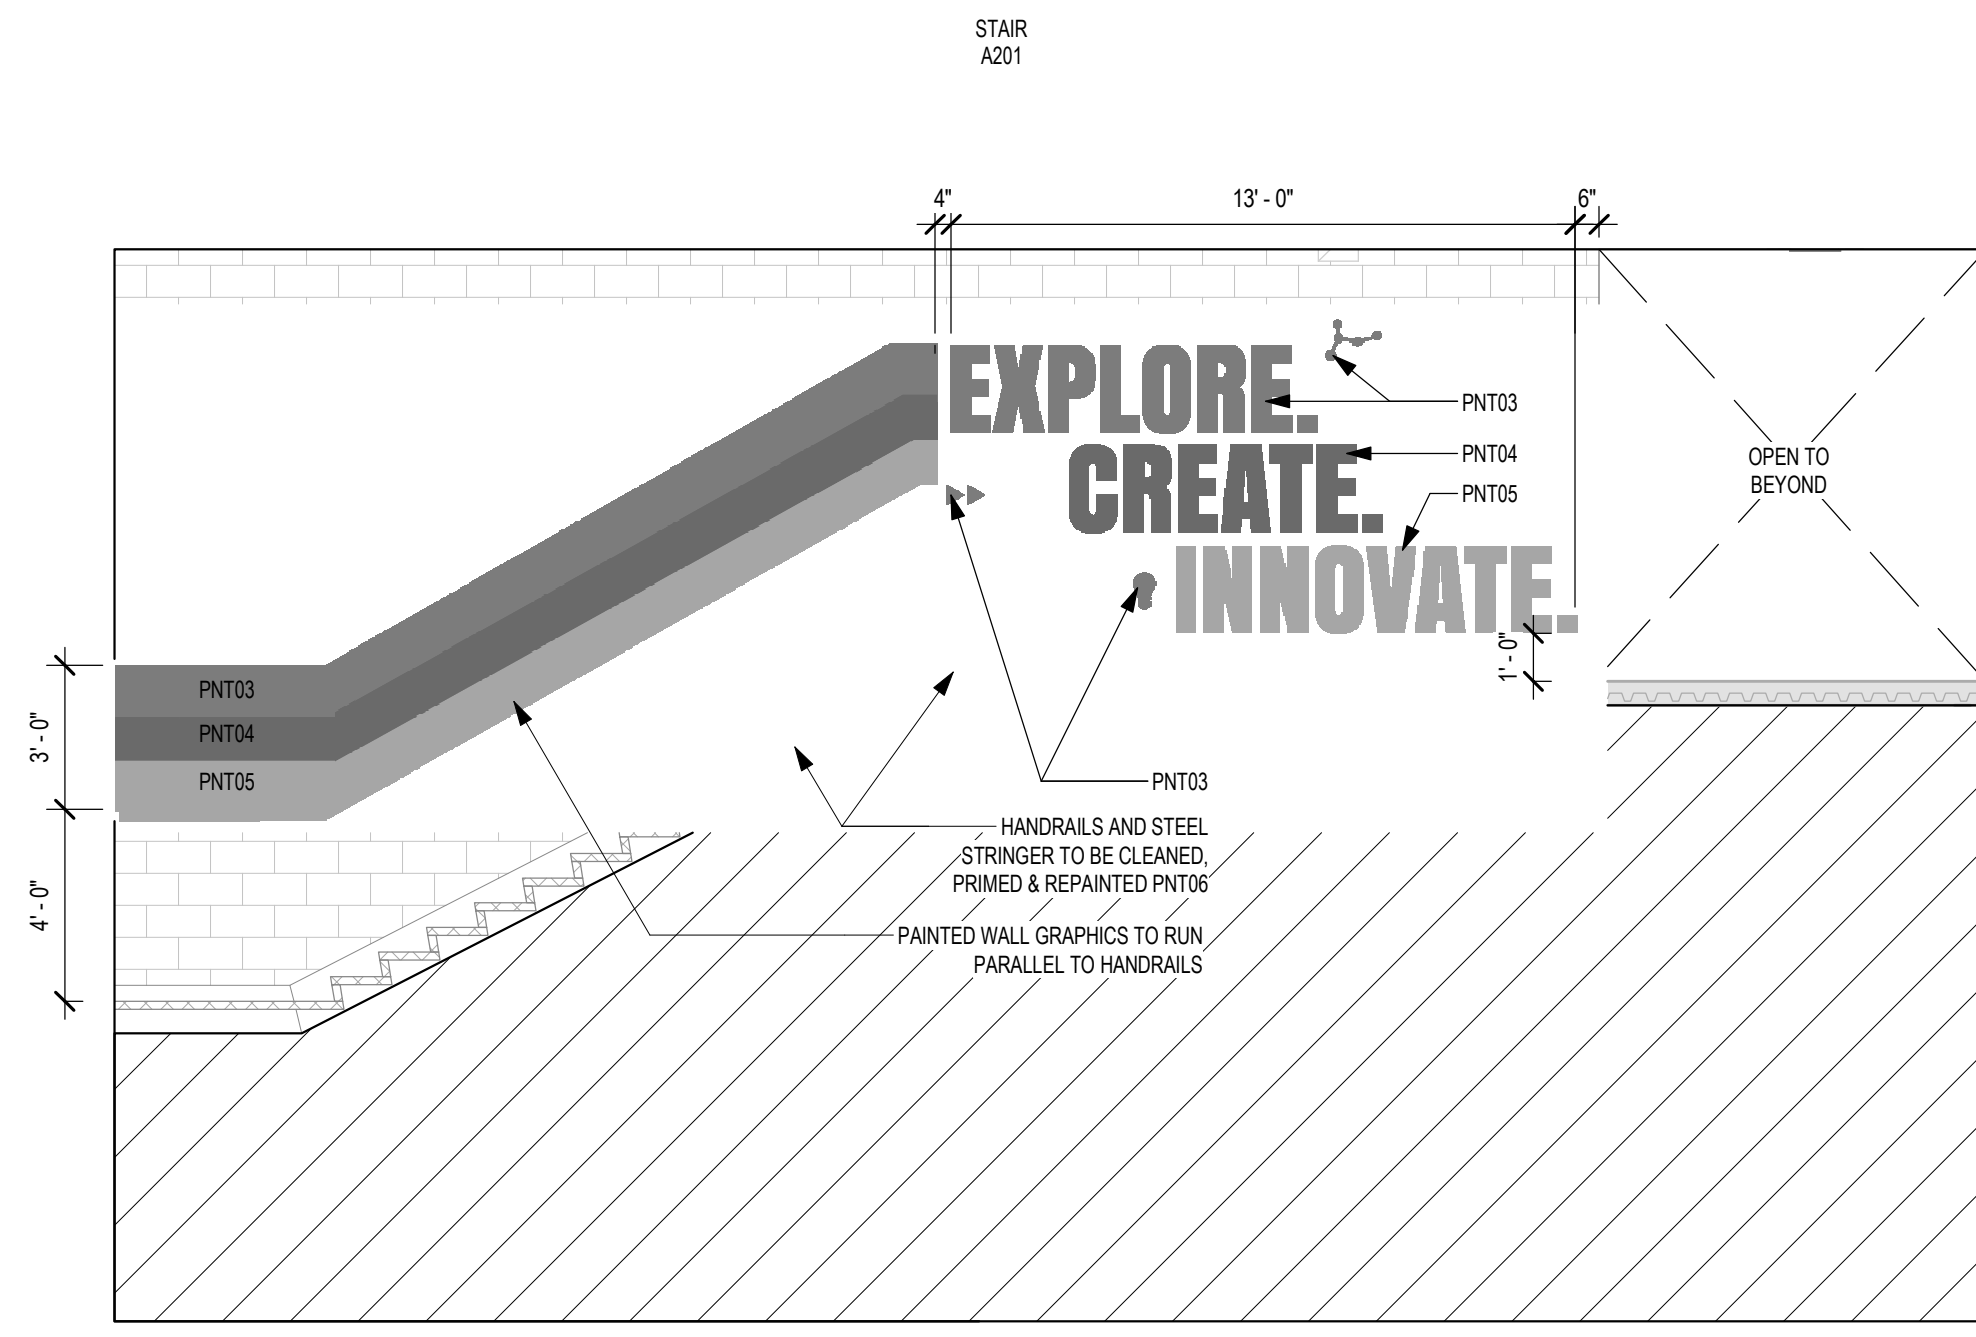 STAIR
A201
4"
13' - 0"
6"
EXPLORE.
CREATE.
INNOVATE.
PNT03
PNT04
PNT05
OPEN TO
BEYOND
1' - 0"
PNT03
PNT04
PNT05
3' - 0"
4' - 0"
PNT03
HANDRAILS AND STEEL
STRINGER TO BE CLEANED,
PRIMED & REPAINTED PNT06
PAINTED WALL GRAPHICS TO RUN
PARALLEL TO HANDRAILS